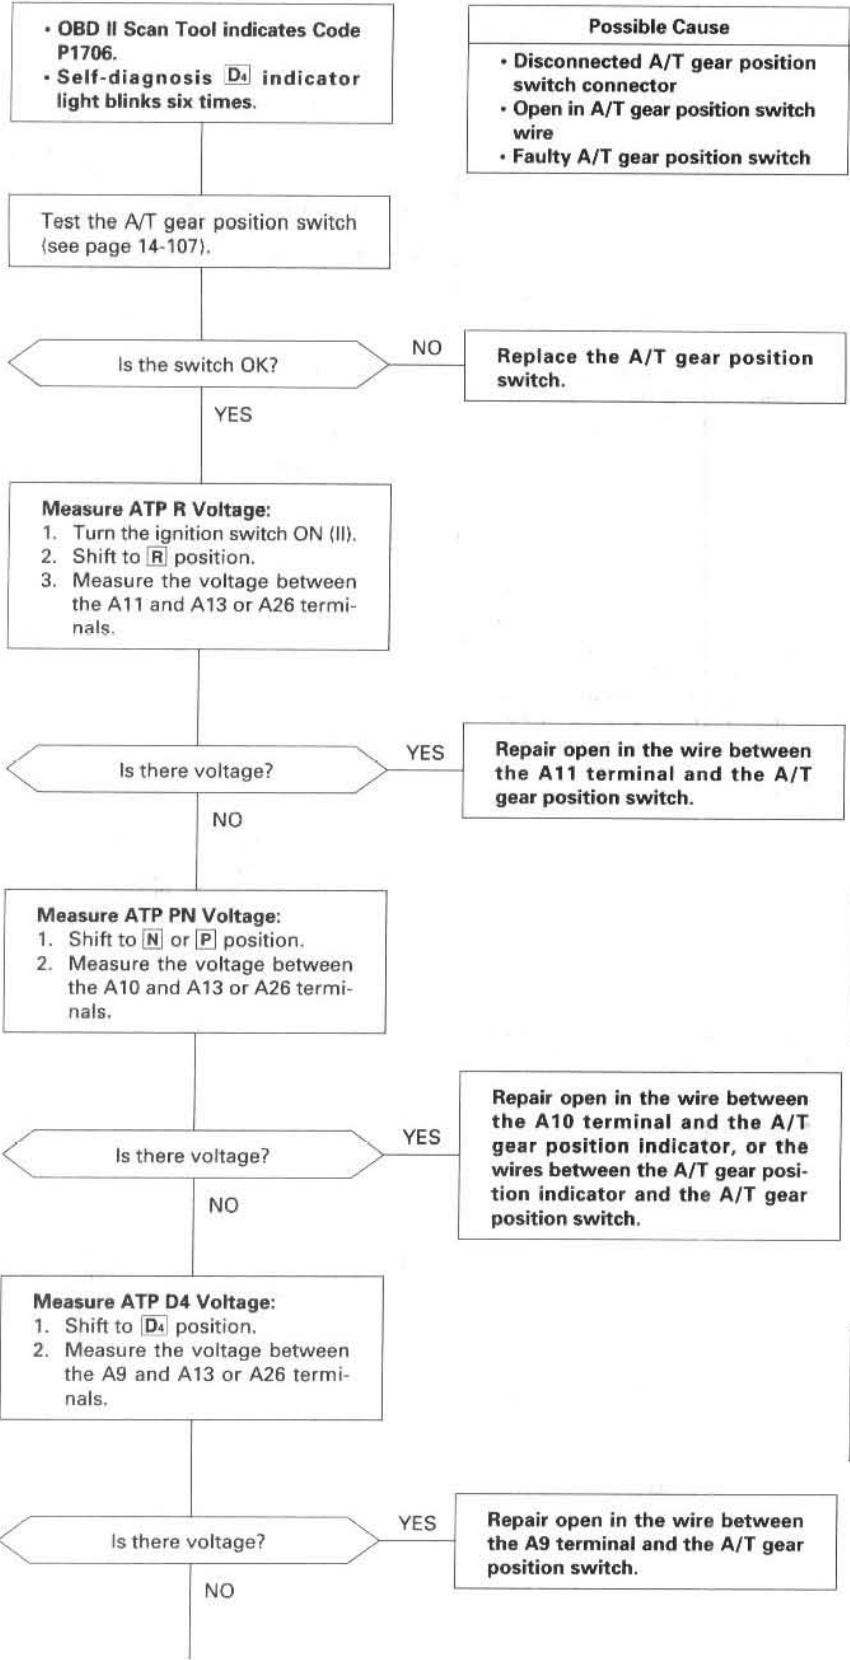 • OBD II Scan Tool indicates Code
P1706.
• Self-diagnosis D4 indicator
light blinks six times.
Possible Cause
• Disconnected A/T gear position
switch connector
• Open in A/T gear position switch
wire
• Faulty A/T gear position switch
Test the A/T gear position switch
(see page 14-107).
Is the switch OK?
NO
Replace the A/T gear position
switch.
YES
Measure ATP R Voltage:
1. Turn the ignition switch ON (II).
2. Shift to R position.
3. Measure the voltage between
the A11 and A13 or A26 termi-
nals.
Is there voltage?
YES
Repair open in the wire between
the A11 terminal and the A/T
gear position switch.
NO
Measure ATP PN Voltage:
1. Shift to N or P position.
2. Measure the voltage between
the A10 and A13 or A26 termi-
nals.
Is there voltage?
YES
Repair open in the wire between
the A10 terminal and the A/T
gear position indicator, or the
wires between the A/T gear posi-
tion indicator and the A/T gear
position switch.
NO
Measure ATP D4 Voltage:
1. Shift to D4 position.
2. Measure the voltage between
the A9 and A13 or A26 termi-
nals.
Is there voltage?
YES
Repair open in the wire between
the A9 terminal and the A/T gear
position switch.
NO